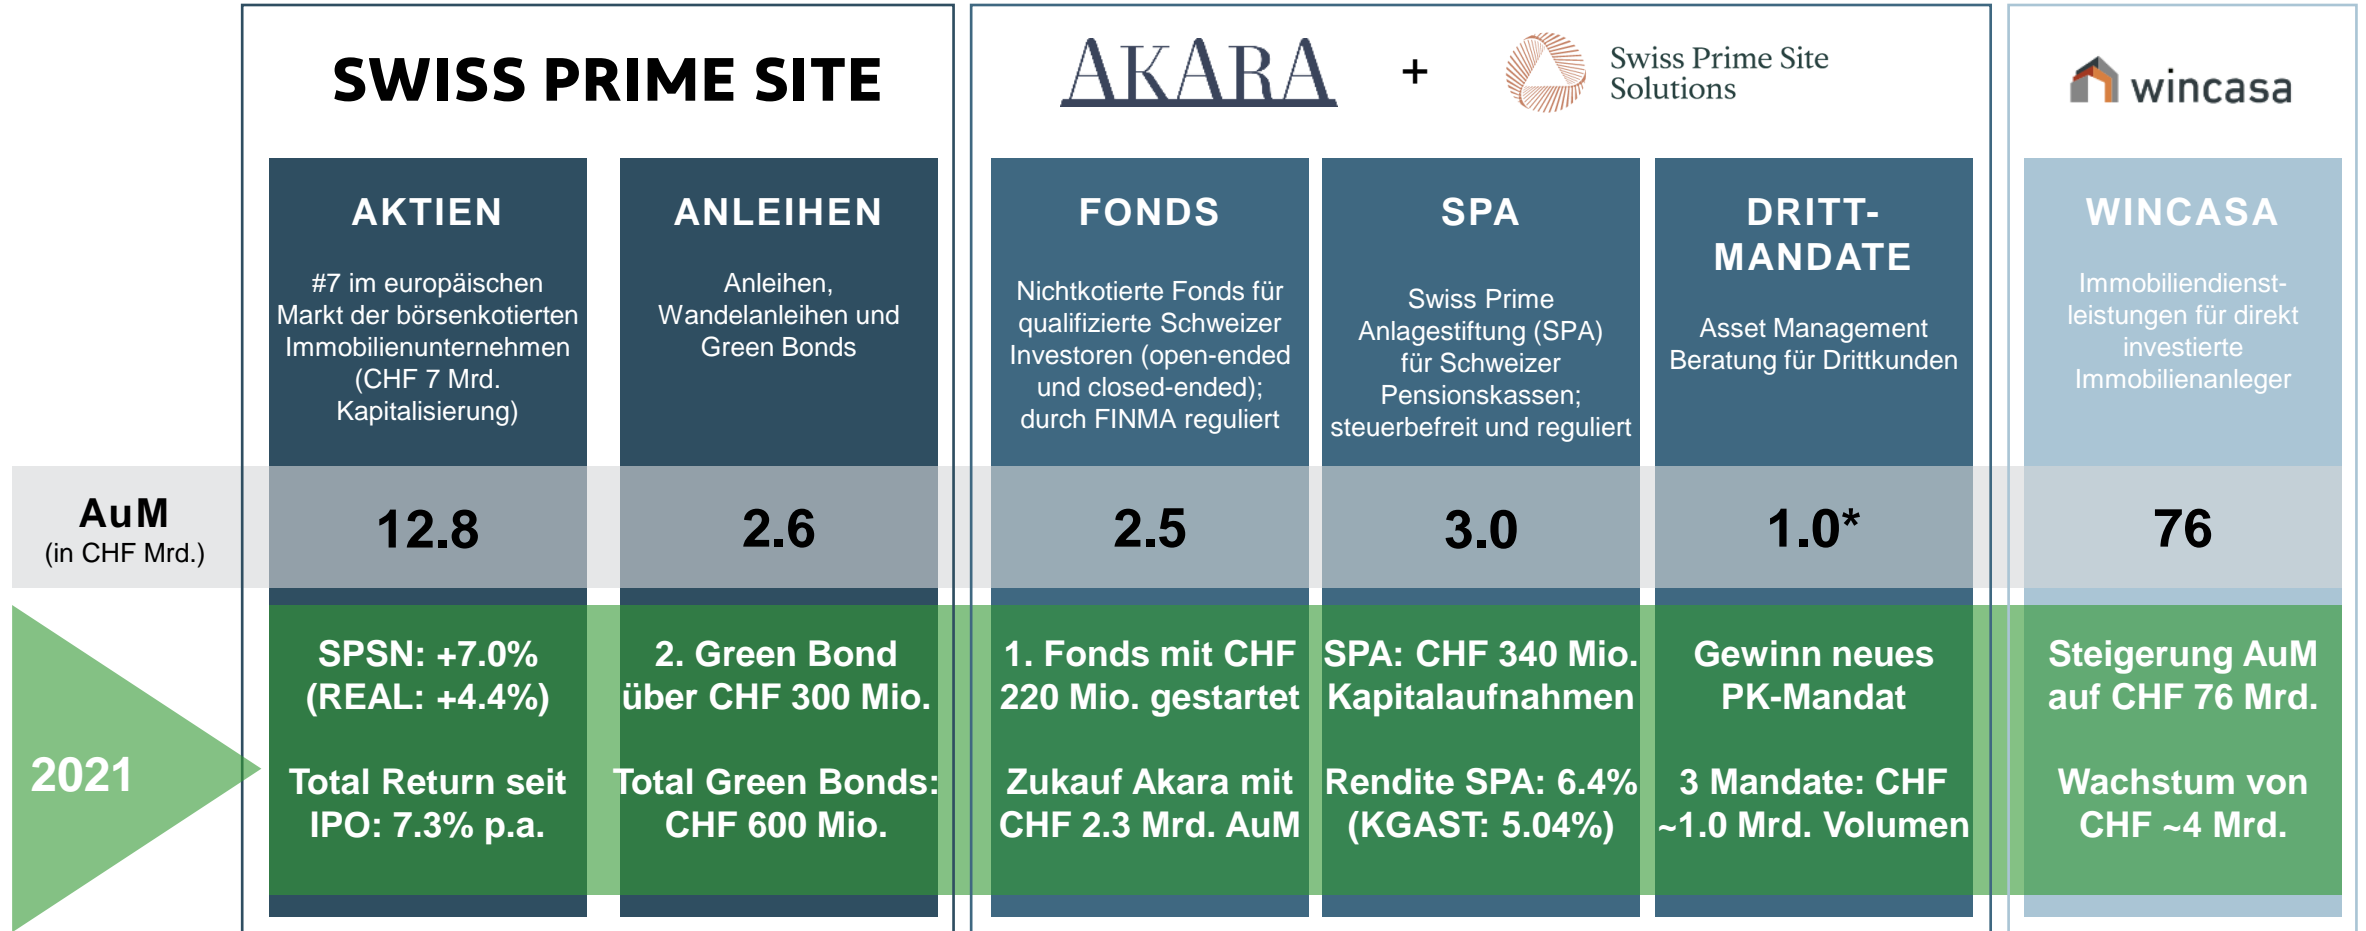 SWISS PRIME SITE
AKARA
+
Swiss Prime Site
Solutions
wincasa
AKTIEN
#7 im europäischen
Markt der börsenkotierten
Immobilienunternehmen
(CHF 7 Mrd.
Kapitalisierung)
ANLEIHEN
Anleihen,
Wandelanleihen und
Green Bonds
FONDS
Nichtkotierte Fonds für
qualifizierte Schweizer
Investoren (open-ended
und closed-ended);
durch FINMA reguliert
SPA
Swiss Prime
Anlagestiftung (SPA)
für Schweizer
Pensionskassen;
steuerbefreit und reguliert
DRITT-
MANDATE
Asset Management
Beratung für Drittkunden
WINCASA
Immobiliendienst-
leistungen für direkt
investierte
Immobilienanleger
AuM
(in CHF Mrd.)
12.8
2.6
2.5
3.0
1.0*
76
2021
SPSN: +7.0%
(REAL: +4.4%)
Total Return seit
IPO: 7.3% p.a.
2. Green Bond
über CHF 300 Mio.
Total Green Bonds:
CHF 600 Mio.
1. Fonds mit CHF
220 Mio. gestartet
Zukauf Akara mit
CHF 2.3 Mrd. AuM
SPA: CHF 340 Mio.
Kapitalaufnahmen
Rendite SPA: 6.4%
(KGAST: 5.04%)
Gewinn neues
PK-Mandat
3 Mandate: CHF
~1.0 Mrd. Volumen
Steigerung AuM
auf CHF 76 Mrd.
Wachstum von
CHF ~4 Mrd.